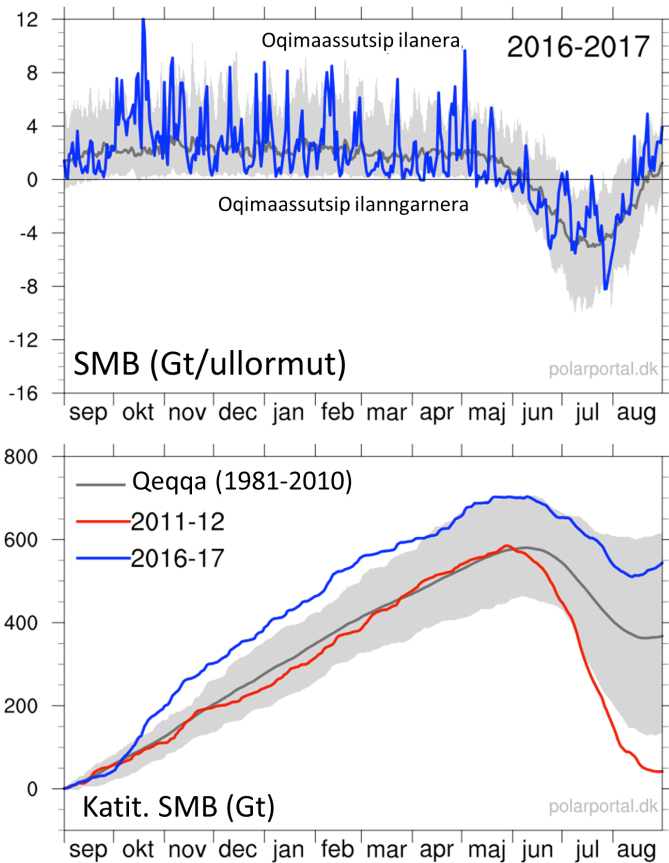 12
Oqimaassutsip ilanera
2016-2017
8
4
0
Oqimaassutsip ilanngarnera
-4
-8
-12
SMB (Gt/ullormut)
polarportal.dk
-16
sep okt nov dec jan feb mar apr maj jun jul aug
800
Qeqqa (1981-2010)
2011-12
2016-17
600
400
200
0
Katit. SMB (Gt)
polarportal.dk
sep okt nov dec jan feb mar apr maj jun jul aug